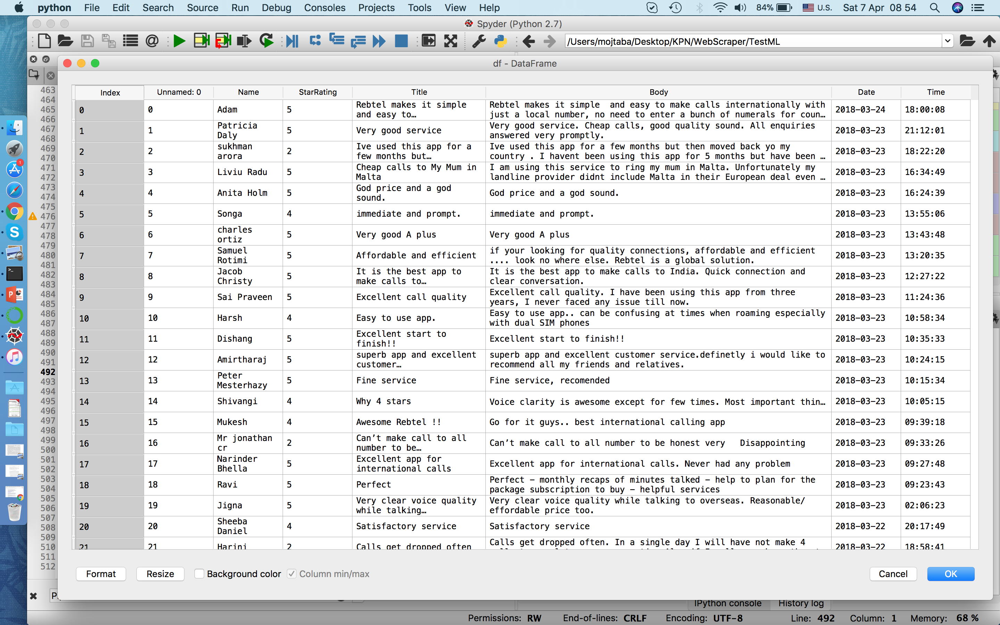 python File Edit Search Source Run Debug Consoles Projects Tools View Help 84% U.S. Sat 7 Apr 08 54
Spyder (Python 2.7)
/Users/mojtaba/Desktop/KPN/WebScraper/TestML
df - DataFrame
Index Unnamed: 0 Name StarRating Title Body Date Time
0 0 Adam 5 Rebtel makes it simple and easy to… Rebtel makes it simple  and easy to make calls internationally with just a local number, no need to enter a bunch of numerals for coun… 2018-03-24 18:00:08
1 1 Patricia Daly 5 Very good service Very good service. Cheap calls, good quality sound. All enquiries answered very promptly. 2018-03-23 21:12:01
2 2 sukhman arora 2 Ive used this app for a few months but… Ive used this app for a few months but then moved back yo my country . I havent been using this app for 5 months but have been … 2018-03-23 18:22:20
3 3 Liviu Radu 5 Cheap calls to My Mum in Malta I am using this service to ring my mum in Malta. Unfortunately my landline provider didnt include Malta in their European deal even … 2018-03-23 16:34:49
4 4 Anita Holm 5 God price and a god sound. God price and a god sound. 2018-03-23 16:24:39
5 5 Songa 4 immediate and prompt. immediate and prompt. 2018-03-23 13:55:06
6 6 charles ortiz 5 Very good A plus Very good A plus 2018-03-23 13:43:48
7 7 Samuel Rotimi 5 Affordable and efficient if your looking for quality connections, affordable and efficient .... look no where else. Rebtel is a global solution. 2018-03-23 13:20:35
8 8 Jacob Christy 5 It is the best app to make calls to… It is the best app to make calls to India. Quick connection and clear conversation. 2018-03-23 12:27:22
9 9 Sai Praveen 5 Excellent call quality Excellent call quality. I have been using this app from three years, I never faced any issue till now. 2018-03-23 11:24:36
10 10 Harsh 4 Easy to use app. Easy to use app.. can be confusing at times when roaming especially with dual SIM phones 2018-03-23 10:58:34
11 11 Dishang 5 Excellent start to finish!! Excellent start to finish!! 2018-03-23 10:35:33
12 12 Amirtharaj 5 superb app and excellent customer… superb app and excellent customer service.definetly i would like to recommend all my friends and relatives. 2018-03-23 10:24:15
13 13 Peter Mesterhazy 5 Fine service Fine service, recomended 2018-03-23 10:15:34
14 14 Shivangi 4 Why 4 stars Voice clarity is awesome except for few times. Most important thin… 2018-03-23 10:05:15
15 15 Mukesh 4 Awesome Rebtel !! Go for it guys.. best international calling app 2018-03-23 09:39:18
16 16 Mr jonathan cr 2 Can’t make call to all number to be… Can’t make call to all number to be honest very   Disappointing 2018-03-23 09:33:26
17 17 Narinder Bhella 5 Excellent app for international calls Excellent app for international calls. Never had any problem 2018-03-23 09:27:48
18 18 Ravi 5 Perfect Perfect – monthly recaps of minutes talked – help to plan for the package subscription to buy – helpful services 2018-03-23 09:23:43
19 19 Jigna 5 Very clear voice quality while talking… Very clear voice quality while talking to overseas. Reasonable/ effordable price too. 2018-03-23 02:06:23
20 20 Sheeba Daniel 4 Satisfactory service Satisfactory service 2018-03-22 20:17:49
21 21 Harini 2 Calls get dropped often Calls get dropped often. In a single day I will have not make 4 2018-03-22 18:58:41
463
464
465
466
467
468
469
470
471
472
473
474
475
476
477
478
479
480
481
482
483
484
485
486
487
488
489
490
491
492
493
494
495
496
497
498
499
500
501
502
503
504
505
506
507
508
509
510
511
512
Format Resize Background color Column min/max Cancel OK
IPython console History log
Permissions: RW End-of-lines: CRLF Encoding: UTF-8 Line: 492 Column: 1 Memory: 68 %